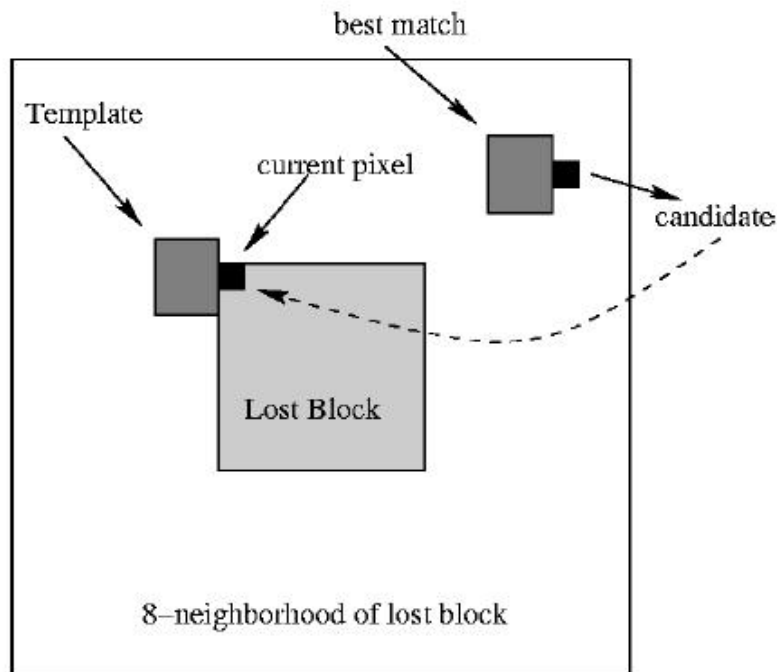 best match
Template
current pixel
candidate
Lost Block
8–neighborhood of lost block